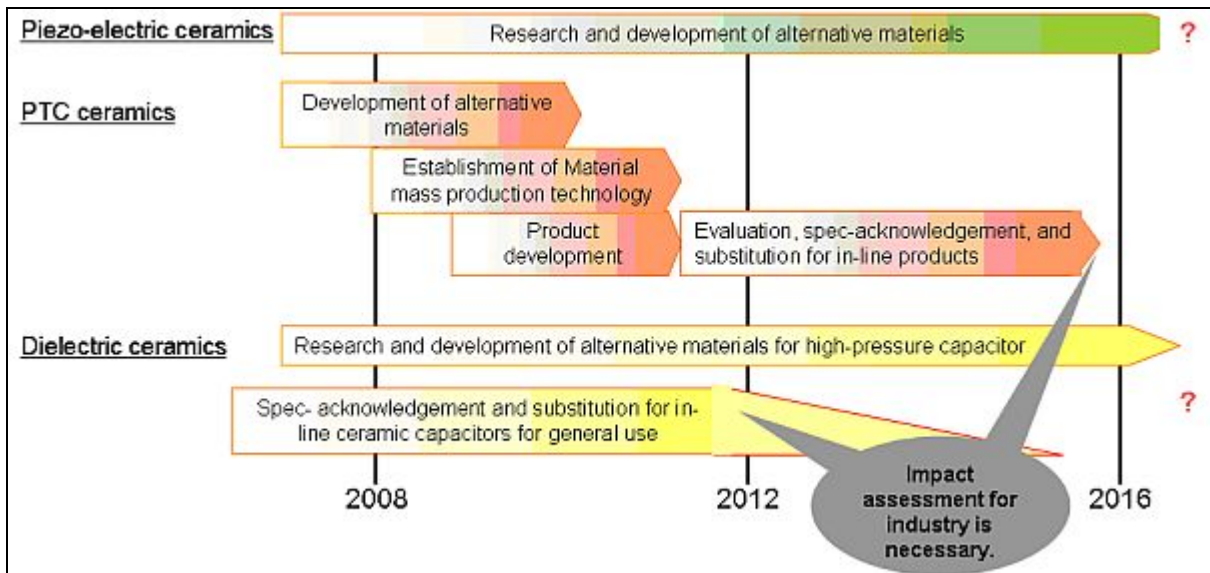 Piezo-electric ceramics
Research and development of alternative materials
?
PTC ceramics
Development of alternative
materials
Establishment of Material
mass production technology
Product
development
Evaluation, spec-acknowledgement, and
substitution for in-line products
Dielectric ceramics
Research and development of alternative materials for high-pressure capacitor
Spec- acknowledgement and substitution for in-
line ceramic capacitors for general use
?
Impact
assessment for
industry is
necessary.
2008
2012
2016